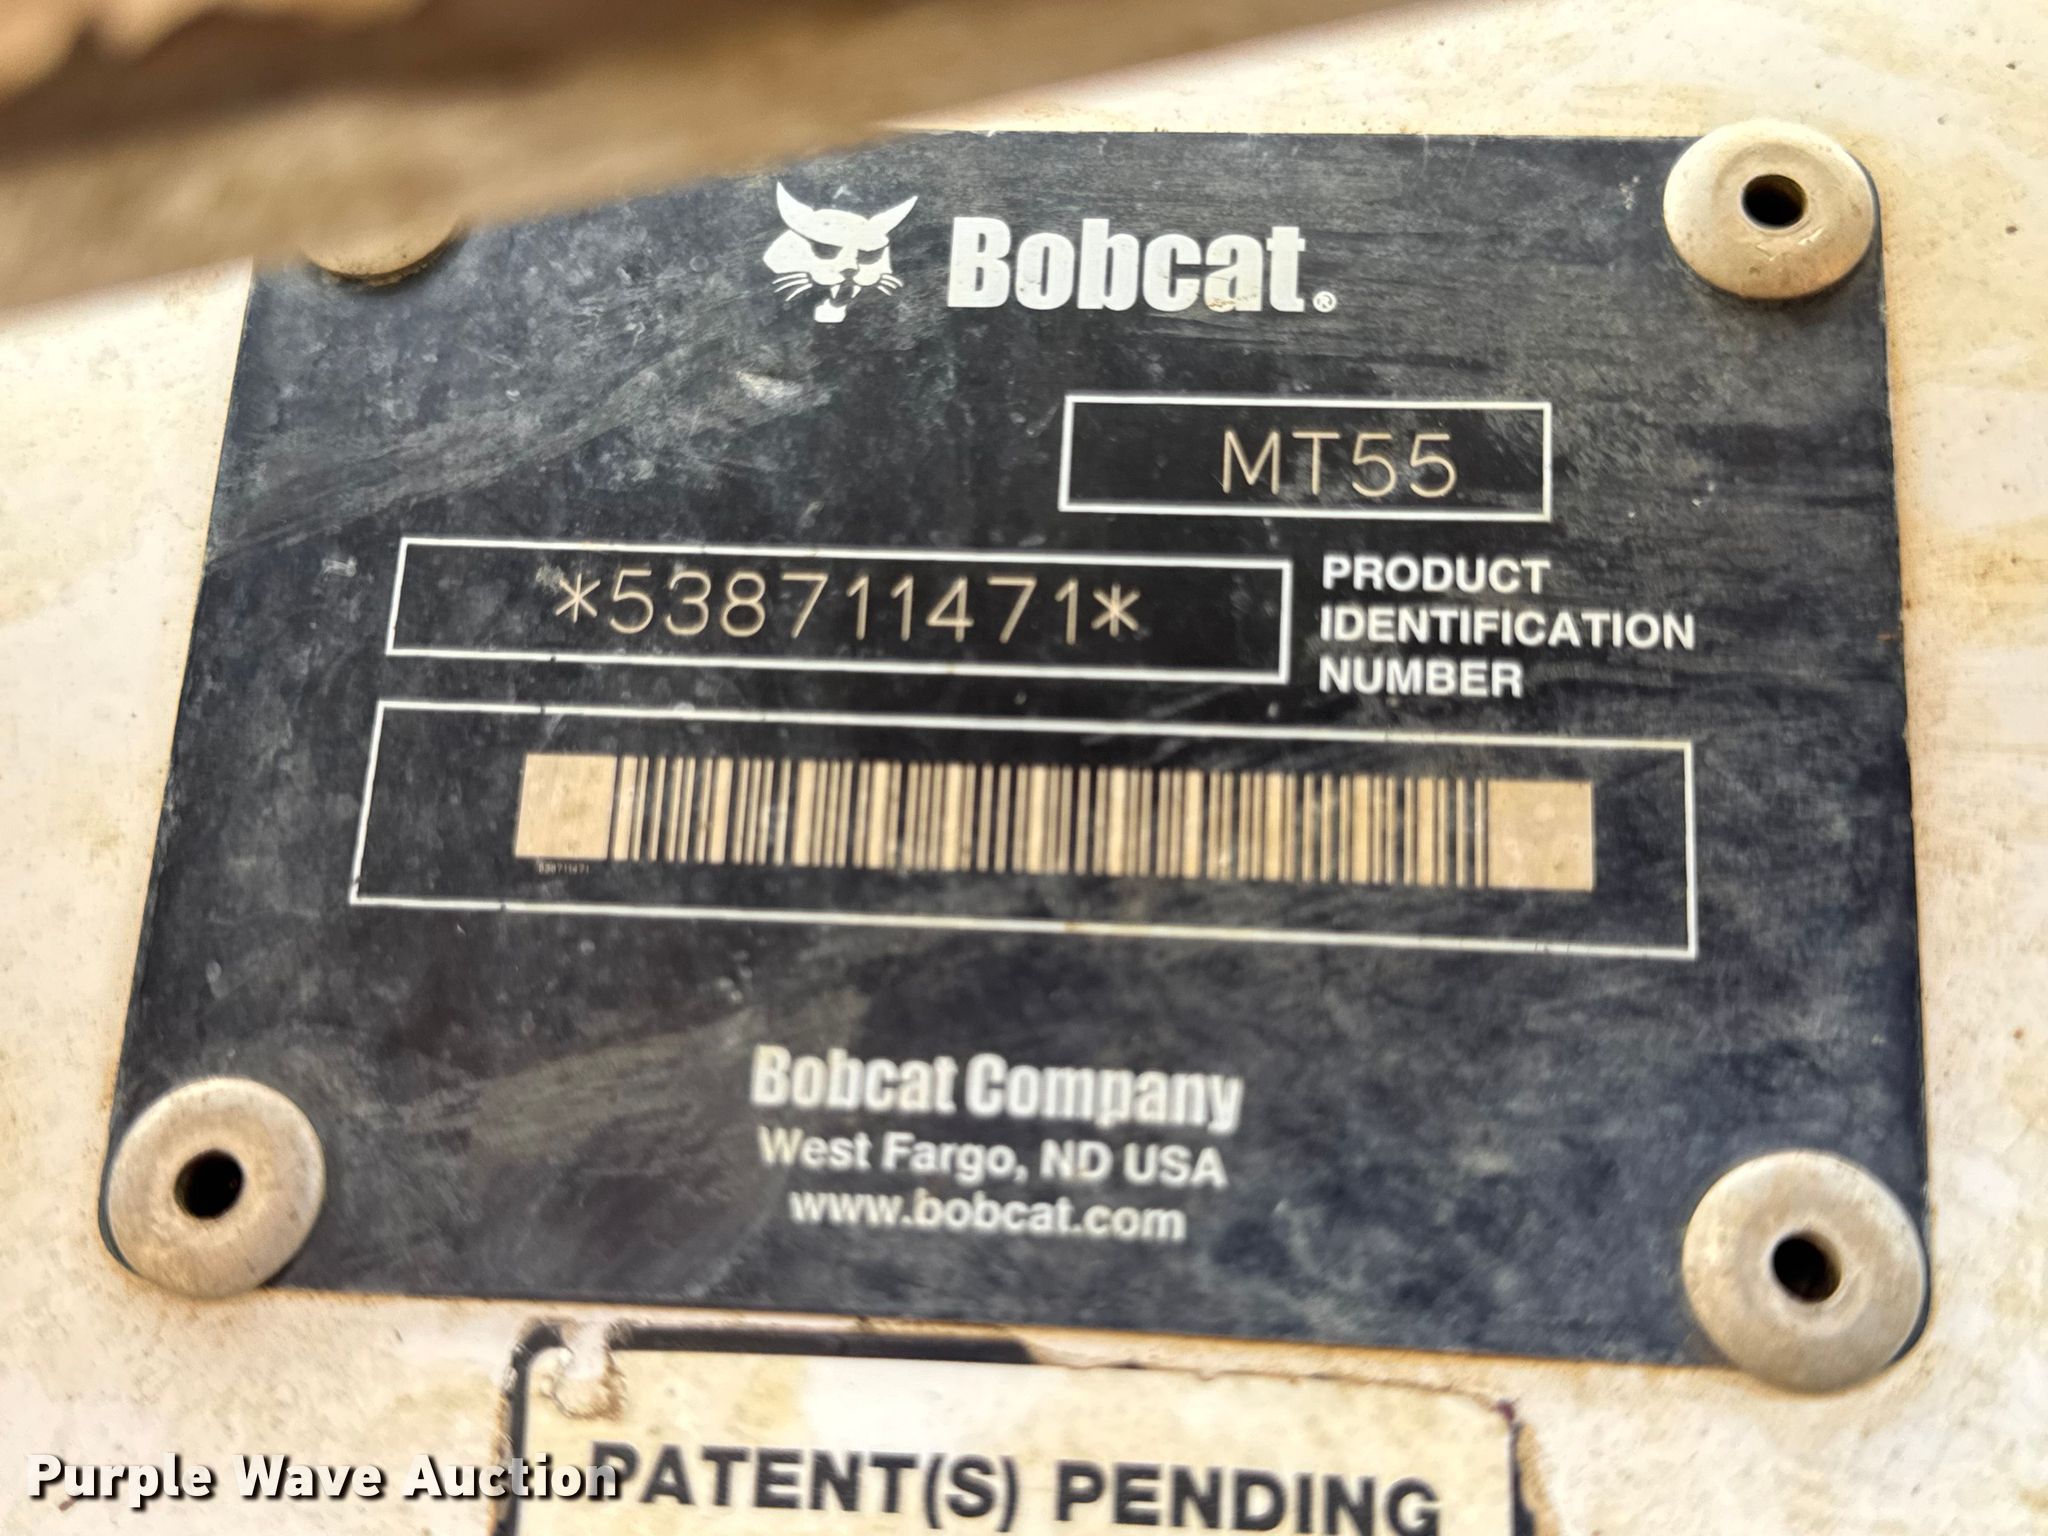 Bobcat®
MT55
*538711471*
PRODUCT
IDENTIFICATION
NUMBER
538711471
Bobcat Company
West Fargo, ND USA
www.bobcat.com
PATENT(S) PENDING
Purple Wave Auction